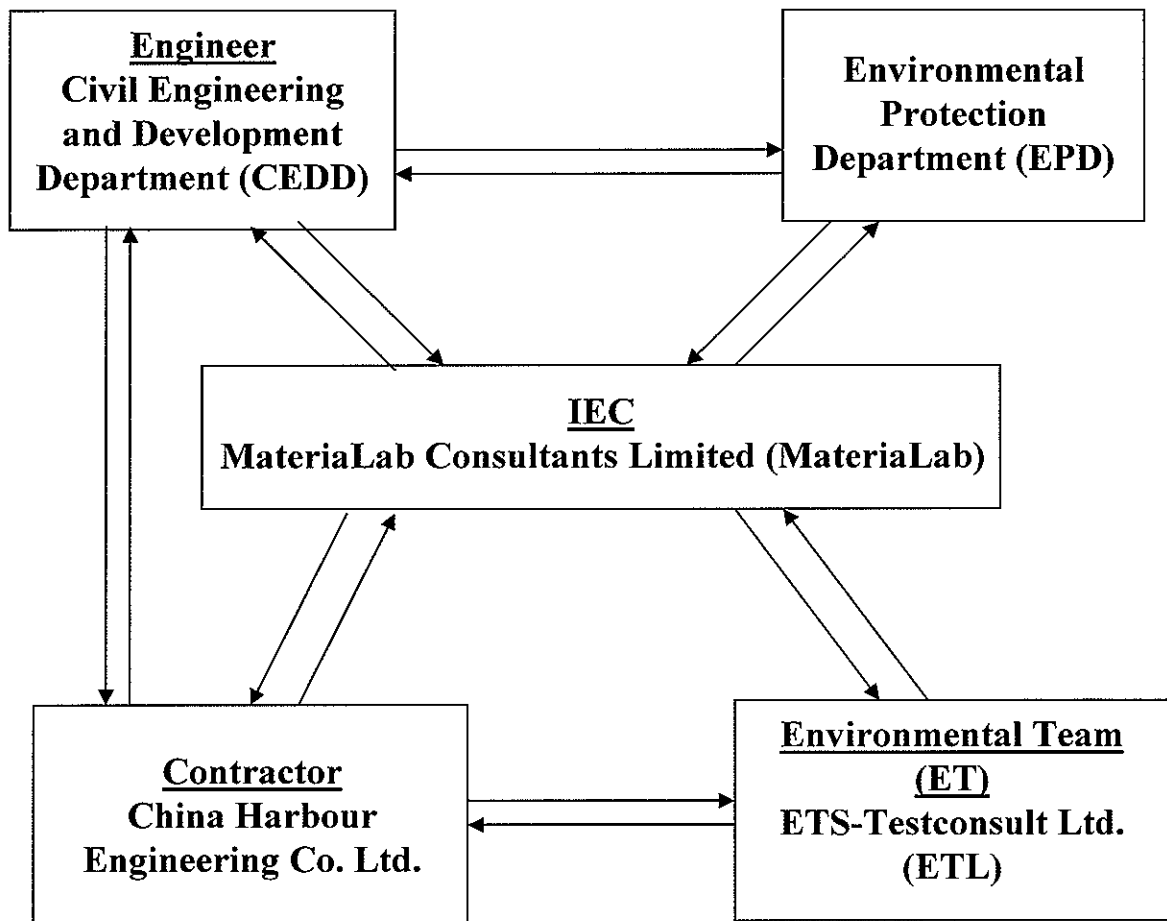 Engineer
Civil Engineering
and Development
Department (CEDD)
Environmental
Protection
Department (EPD)
IEC
MateriaLab Consultants Limited (MateriaLab)
Contractor
China Harbour
Engineering Co. Ltd.
Environmental Team
(ET)
ETS-Testconsult Ltd.
(ETL)